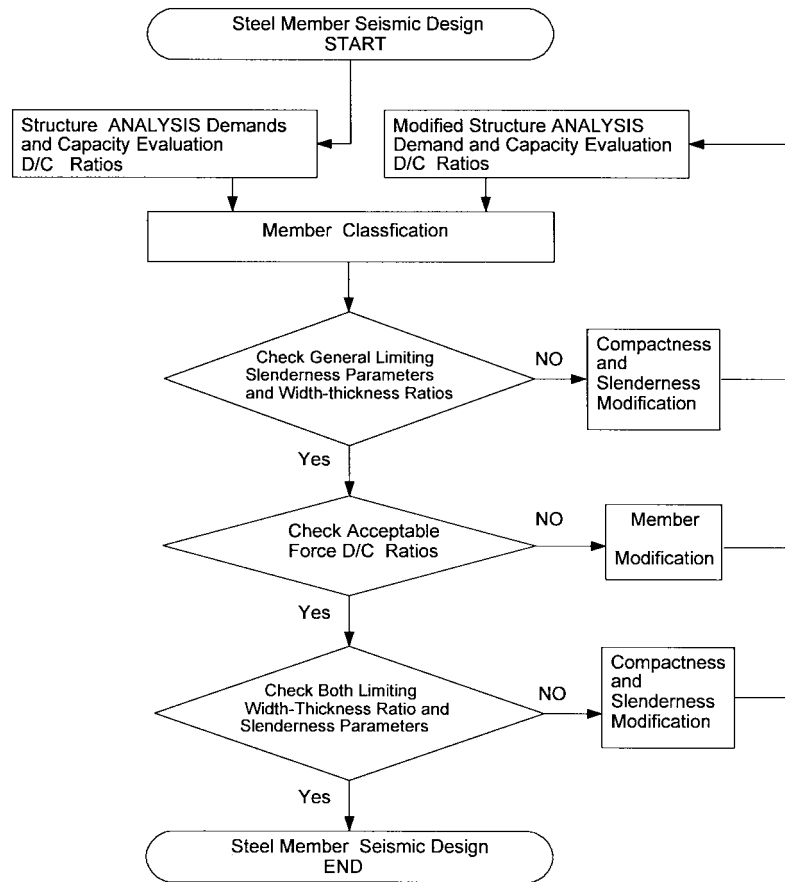 Steel Member Seismic Design
START
Structure ANALYSIS Demands
and Capacity Evaluation
D/C Ratios
Modified Structure ANALYSIS
Demand and Capacity Evaluation
D/C Ratios
Member Classfication
Check General Limiting
Slenderness Parameters
and Width-thickness Ratios
NO
Compactness
and
Slenderness
Modification
Yes
Check Acceptable
Force D/C Ratios
NO
Member
Modification
Yes
Check Both Limiting
Width-Thickness Ratio and
Slenderness Parameters
NO
Compactness
and
Slenderness
Modification
Yes
Steel Member Seismic Design
END